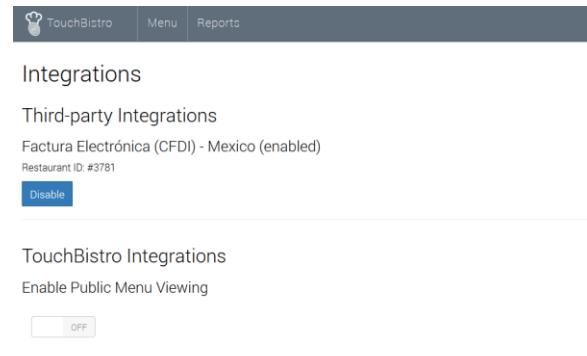 TouchBistro Menu Reports
Integrations
Third-party Integrations
Factura Electrónica (CFDI) - Mexico (enabled)
Restaurant ID: #3781
Disable
TouchBistro Integrations
Enable Public Menu Viewing
OFF